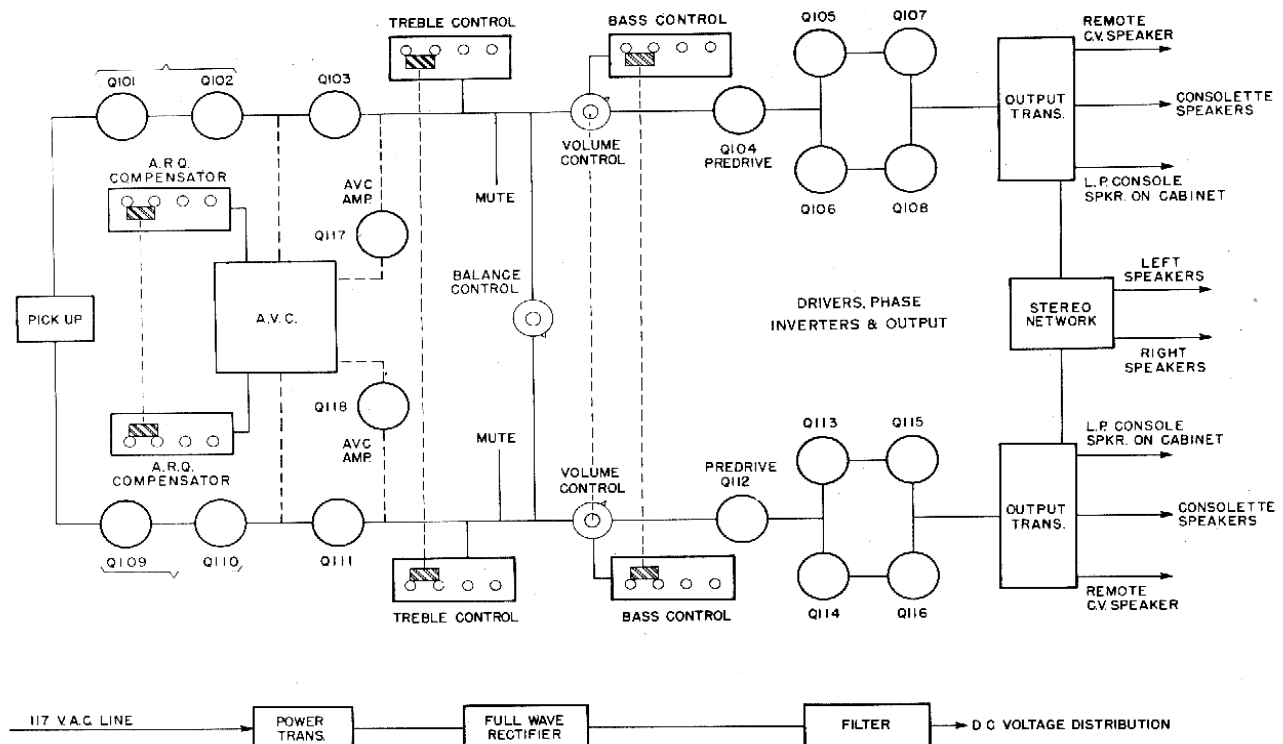 TREBLE CONTROL
BASS CONTROL
Q105
Q107
REMOTE
C.V. SPEAKER
Q101
Q102
Q103
OUTPUT
TRANS.
CONSOLETTE
SPEAKERS
VOLUME
CONTROL
Q104
PREDRIVE
A.R.Q.
COMPENSATOR
AVC
AMP.
MUTE
L.P. CONSOLE
SPKR. ON CABINET
Q106
Q108
Q117
BALANCE
CONTROL
LEFT
SPEAKERS
PICK UP
A.V.C.
DRIVERS, PHASE
INVERTERS & OUTPUT
STEREO
NETWORK
RIGHT
SPEAKERS
Q118
AVC
AMP.
MUTE
Q113
Q115
L.P. CONSOLE
SPKR. ON CABINET
A.R.Q.
COMPENSATOR
VOLUME
CONTROL
PREDRIVE
Q112
OUTPUT
TRANS.
CONSOLETTE
SPEAKERS
Q109
Q110
Q111
REMOTE
C.V. SPEAKER
TREBLE CONTROL
BASS CONTROL
Q114
Q116
117 V.A.C. LINE
POWER
TRANS.
FULL WAVE
RECTIFIER
FILTER
D C VOLTAGE DISTRIBUTION